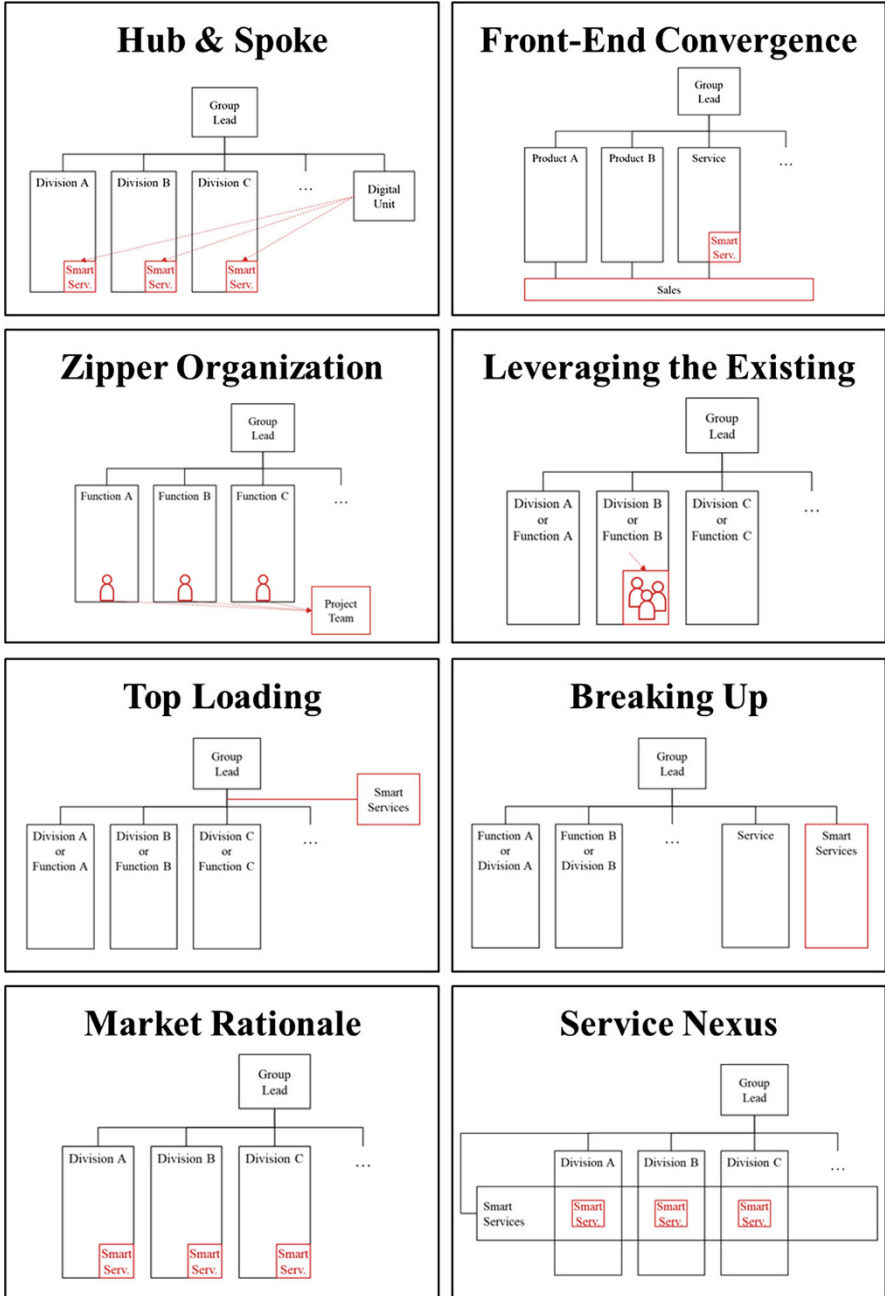 Hub & Spoke
Group
Lead
Division A
Division B
Division C
...
Digital
Unit
Smart
Serv.
Smart
Serv.
Smart
Serv.
Front-End Convergence
Group
Lead
Product A
Product B
Service
...
Smart
Serv.
Sales
Zipper Organization
Group
Lead
Function A
Function B
Function C
...
Project
Team
Leveraging the Existing
Group
Lead
Division A
or
Function A
Division B
or
Function B
Division C
or
Function C
...
Top Loading
Group
Lead
Smart
Services
Division A
or
Function A
Division B
or
Function B
Division C
or
Function C
...
Breaking Up
Group
Lead
Function A
or
Division A
Function B
or
Division B
...
Service
Smart
Services
Market Rationale
Group
Lead
Division A
Division B
Division C
...
Smart
Serv.
Smart
Serv.
Smart
Serv.
Service Nexus
Group
Lead
Division A
Division B
Division C
...
Smart
Services
Smart
Serv.
Smart
Serv.
Smart
Serv.